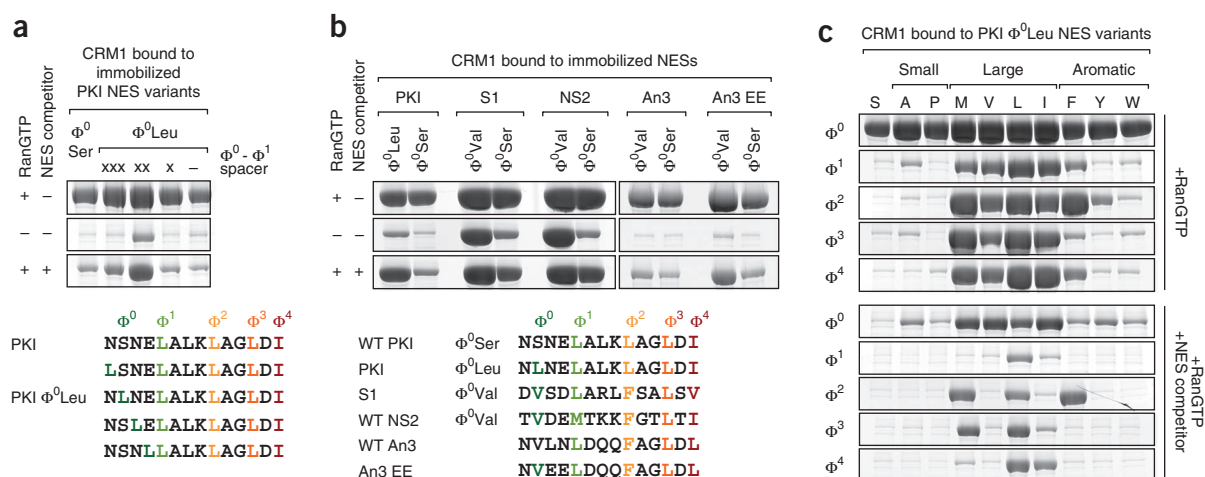 a
CRM1 bound to
immobilized
PKI NES variants
RanGTP
NES competitor
Φ⁰
Ser
Φ⁰Leu
xxx xx x –
Φ⁰ - Φ¹
spacer
+ –
– –
+ +
Φ⁰ Φ¹ Φ² Φ³ Φ⁴
PKI NSNELALKLAGLDI
LSNELALKLAGLDI
PKI Φ⁰Leu NLNELALKLAGLDI
NSLELALKLAGLDI
NSNLLALKLAGLDI
b
CRM1 bound to immobilized NESs
RanGTP
NES competitor
PKI S1 NS2 An3 An3 EE
Φ⁰Leu Φ⁰Ser Φ⁰Val Φ⁰Ser Φ⁰Val Φ⁰Ser Φ⁰Val Φ⁰Ser Φ⁰Val Φ⁰Ser
+ –
– –
+ +
Φ⁰ Φ¹ Φ² Φ³ Φ⁴
WT PKI Φ⁰Ser NSNELALKLAGLDI
PKI Φ⁰Leu NLNELALKLAGLDI
S1 Φ⁰Val DVSDLARLFSALSV
WT NS2 Φ⁰Val TVDEMTKKFGTLTI
WT An3 NVLNLDQQFAGLDL
An3 EE NVEELDQQFAGLDL
c
CRM1 bound to PKI Φ⁰Leu NES variants
Small Large Aromatic
S A P M V L I F Y W
Φ⁰
Φ¹
Φ²
Φ³
Φ⁴
+RanGTP
Φ⁰
Φ¹
Φ²
Φ³
Φ⁴
+RanGTP
+NES competitor